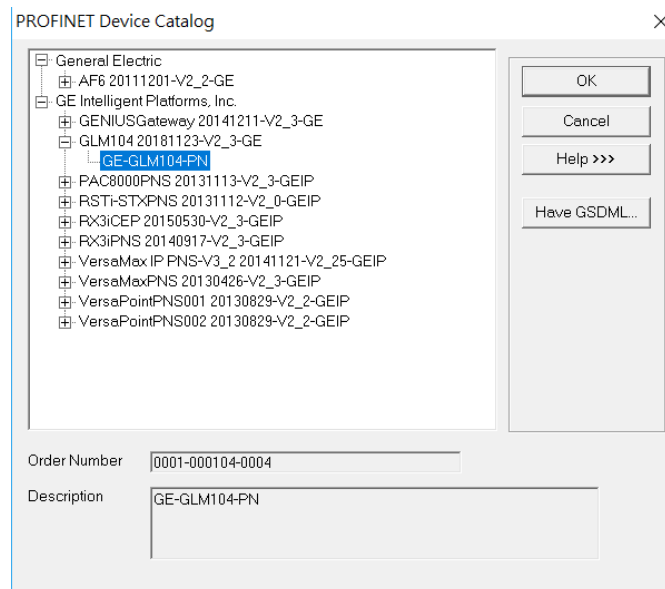 PROFINET Device Catalog
General Electric
AF6 20111201-V2_2-GE
GE Intelligent Platforms, Inc.
GENIUSGateway 20141211-V2_3-GE
GLM104 20181123-V2_3-GE
GE-GLM104-PN
PAC8000PNS 20131113-V2_3-GEIP
RSTi-STXPNS 20131112-V2_0-GEIP
RX3iCEP 20150530-V2_3-GEIP
RX3iPNS 20140917-V2_3-GEIP
VersaMax IP PNS-V3_2 20141121-V2_25-GEIP
VersaMaxPNS 20130426-V2_3-GEIP
VersaPointPNS001 20130829-V2_2-GEIP
VersaPointPNS002 20130829-V2_2-GEIP
OK
Cancel
Help >>>
Have GSDML...
Order Number 0001-000104-0004
Description GE-GLM104-PN